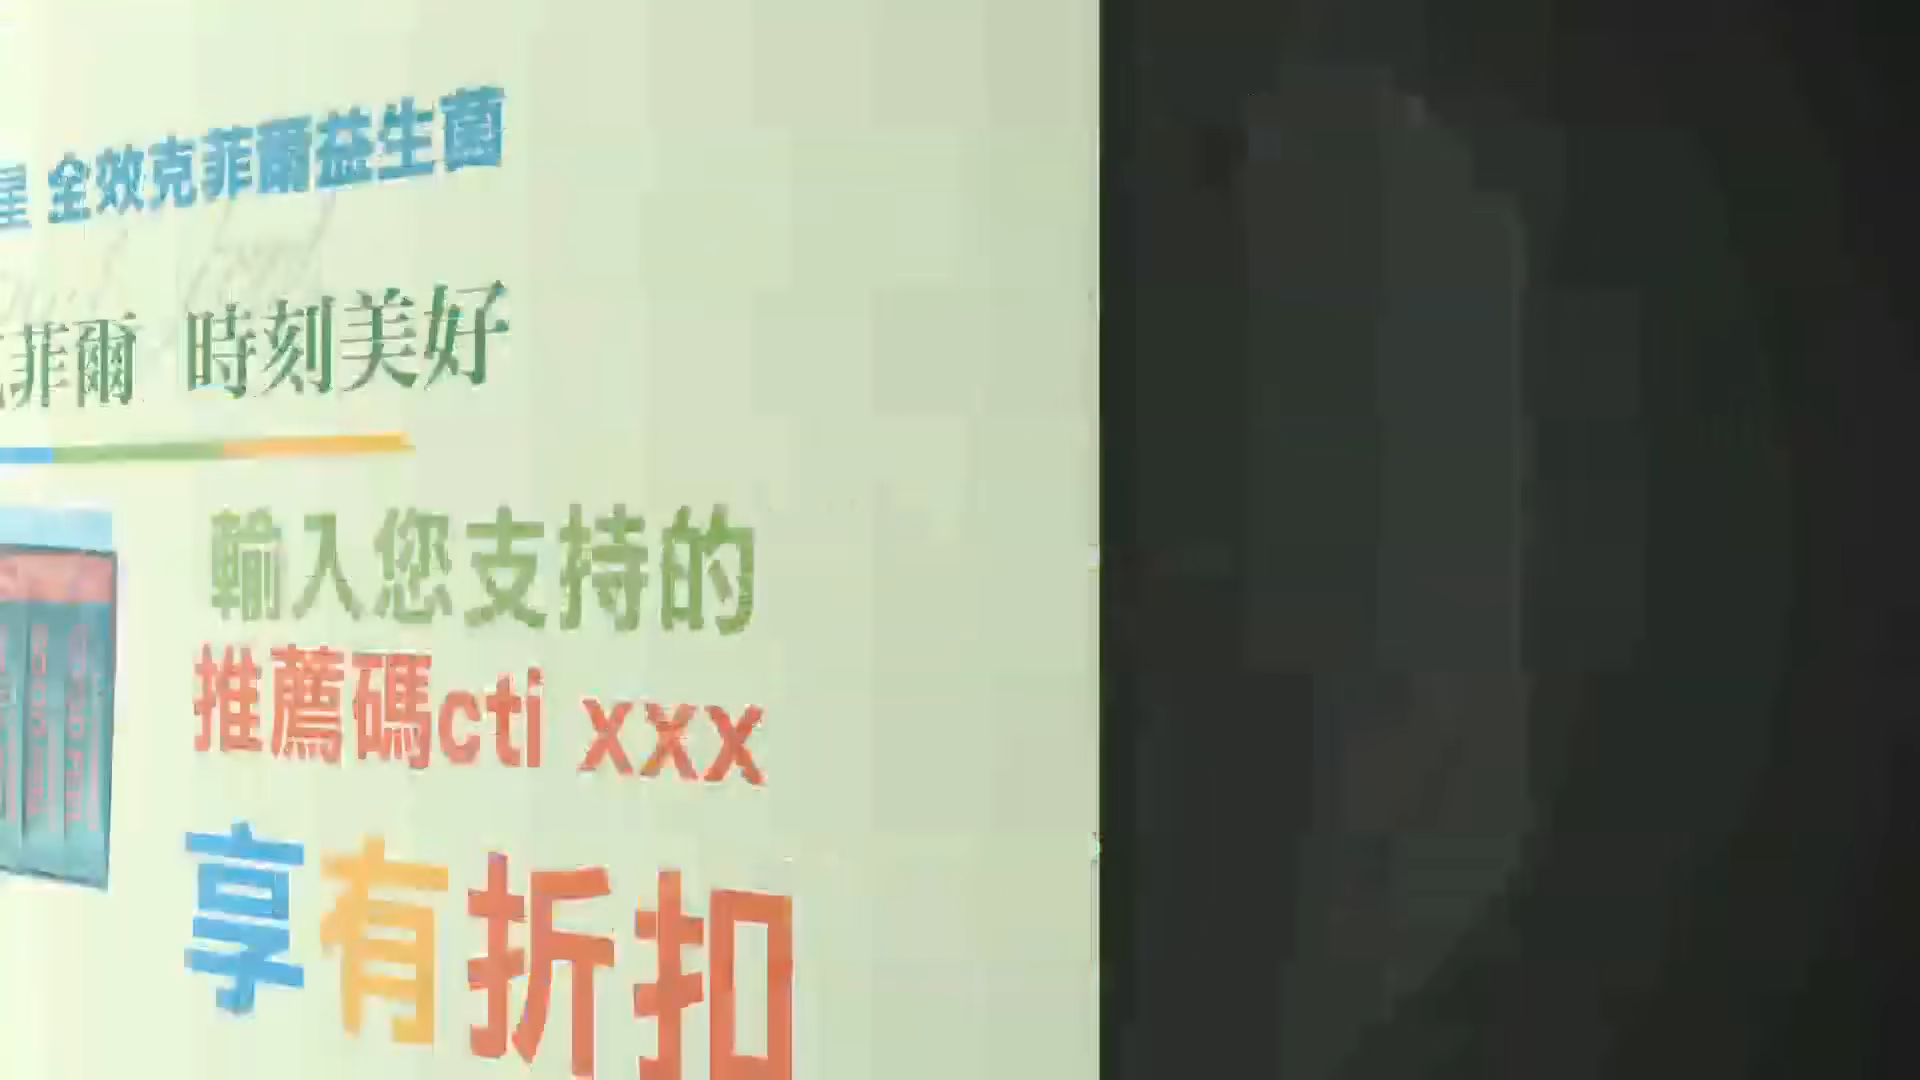 星 全效克菲爾益生菌
菲爾 時刻美好
輸入您支持的
推薦碼cti xxx
享有折扣